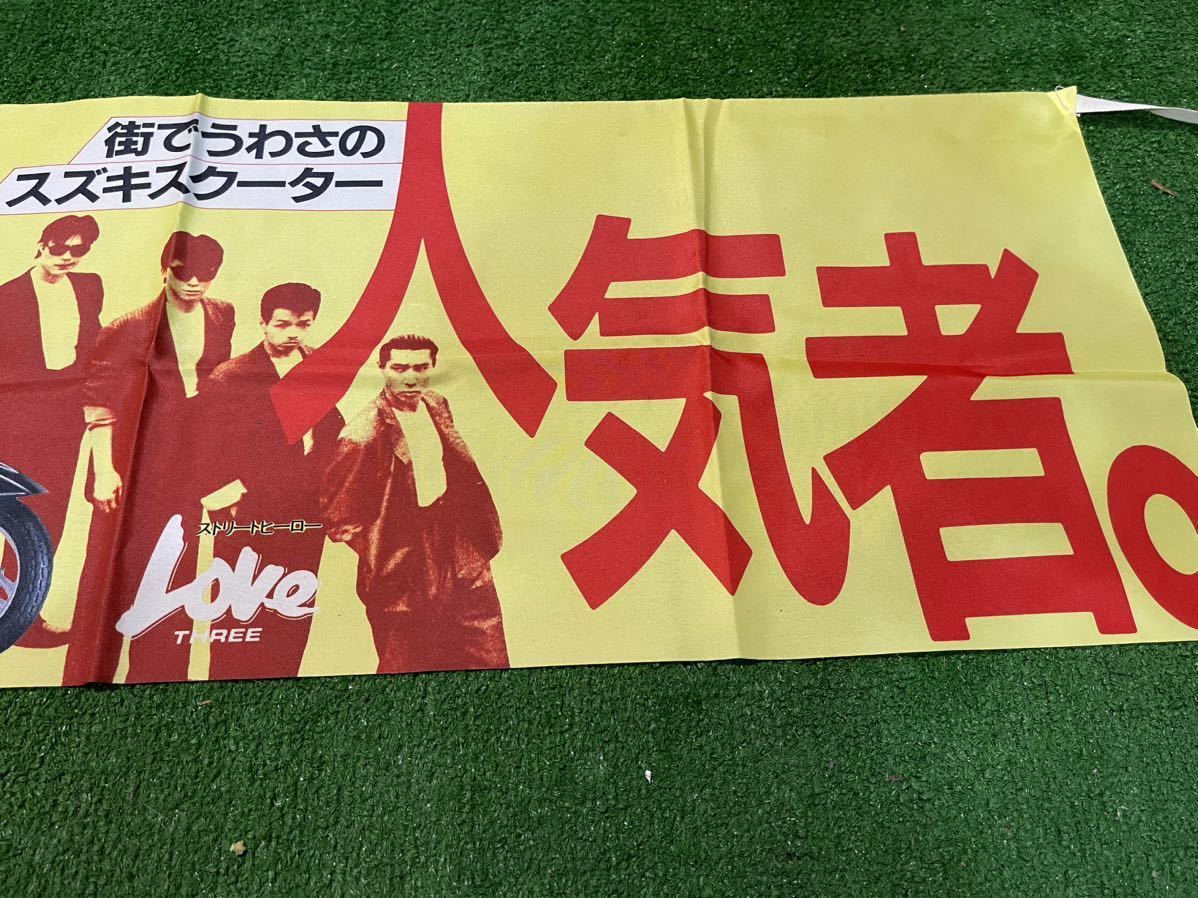 街でうわさの
スズキスクーター
人気者。
ストリートヒーロー
Love
THREE